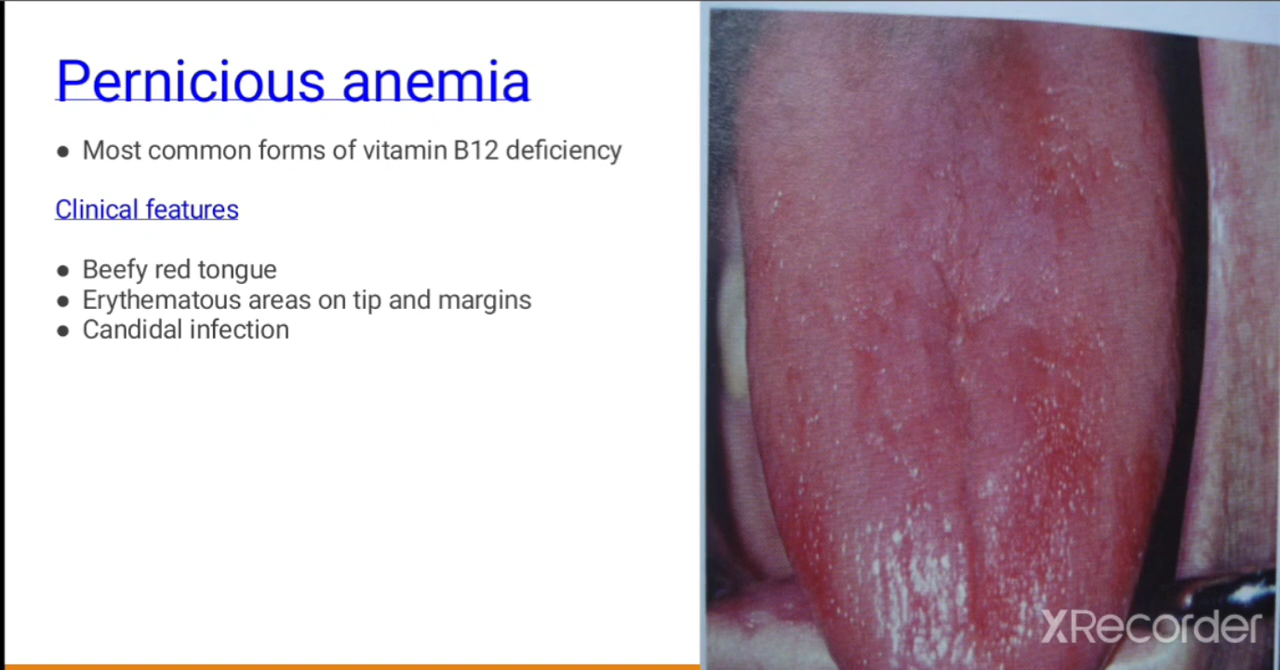 Pernicious anemia
● Most common forms of vitamin B12 deficiency
Clinical features
● Beefy red tongue
● Erythematous areas on tip and margins
● Candidal infection
XRecorder